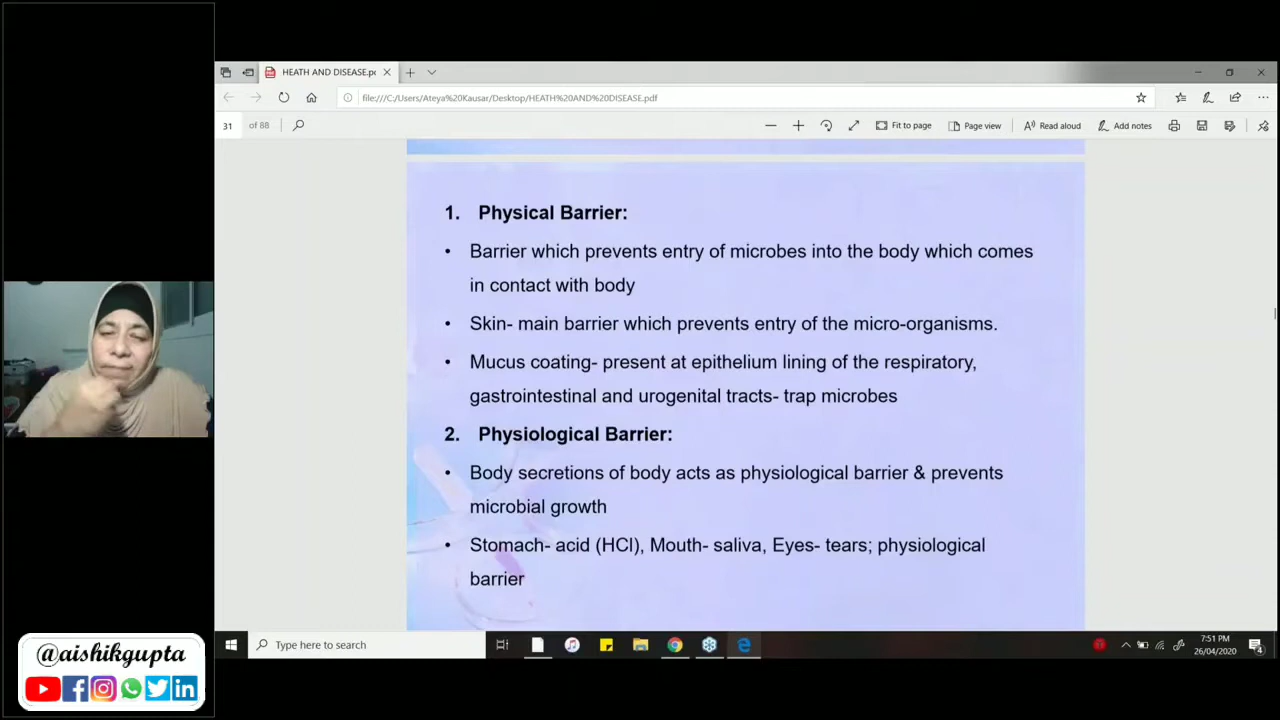 HEATH AND DISEASE.pc
file:///C:/Users/Ateya%20Kausar/Desktop/HEATH%20AND%20DISEASE.pdf
31 of 88
Fit to page
Page view
Read aloud
Add notes
1. Physical Barrier:
• Barrier which prevents entry of microbes into the body which comes
in contact with body
• Skin- main barrier which prevents entry of the micro-organisms.
• Mucus coating- present at epithelium lining of the respiratory,
gastrointestinal and urogenital tracts- trap microbes
2. Physiological Barrier:
• Body secretions of body acts as physiological barrier & prevents
microbial growth
• Stomach- acid (HCl), Mouth- saliva, Eyes- tears; physiological
barrier
@aishikgupta
Type here to search
7:51 PM
26/04/2020
4